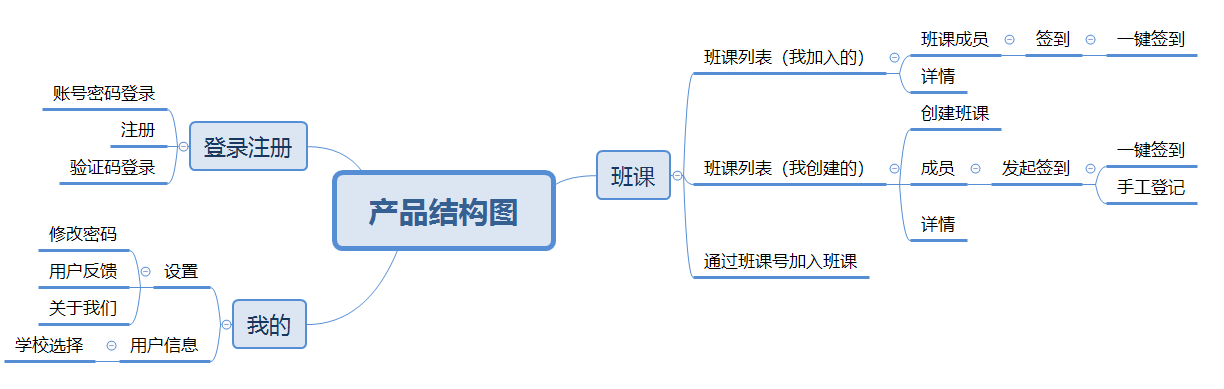 产品结构图
登录注册
账号密码登录
注册
验证码登录
我的
设置
修改密码
用户反馈
关于我们
用户信息
学校选择
班课
班课列表（我加入的）
班课成员
签到
一键签到
详情
班课列表（我创建的）
创建班课
成员
发起签到
一键签到
手工登记
详情
通过班课号加入班课